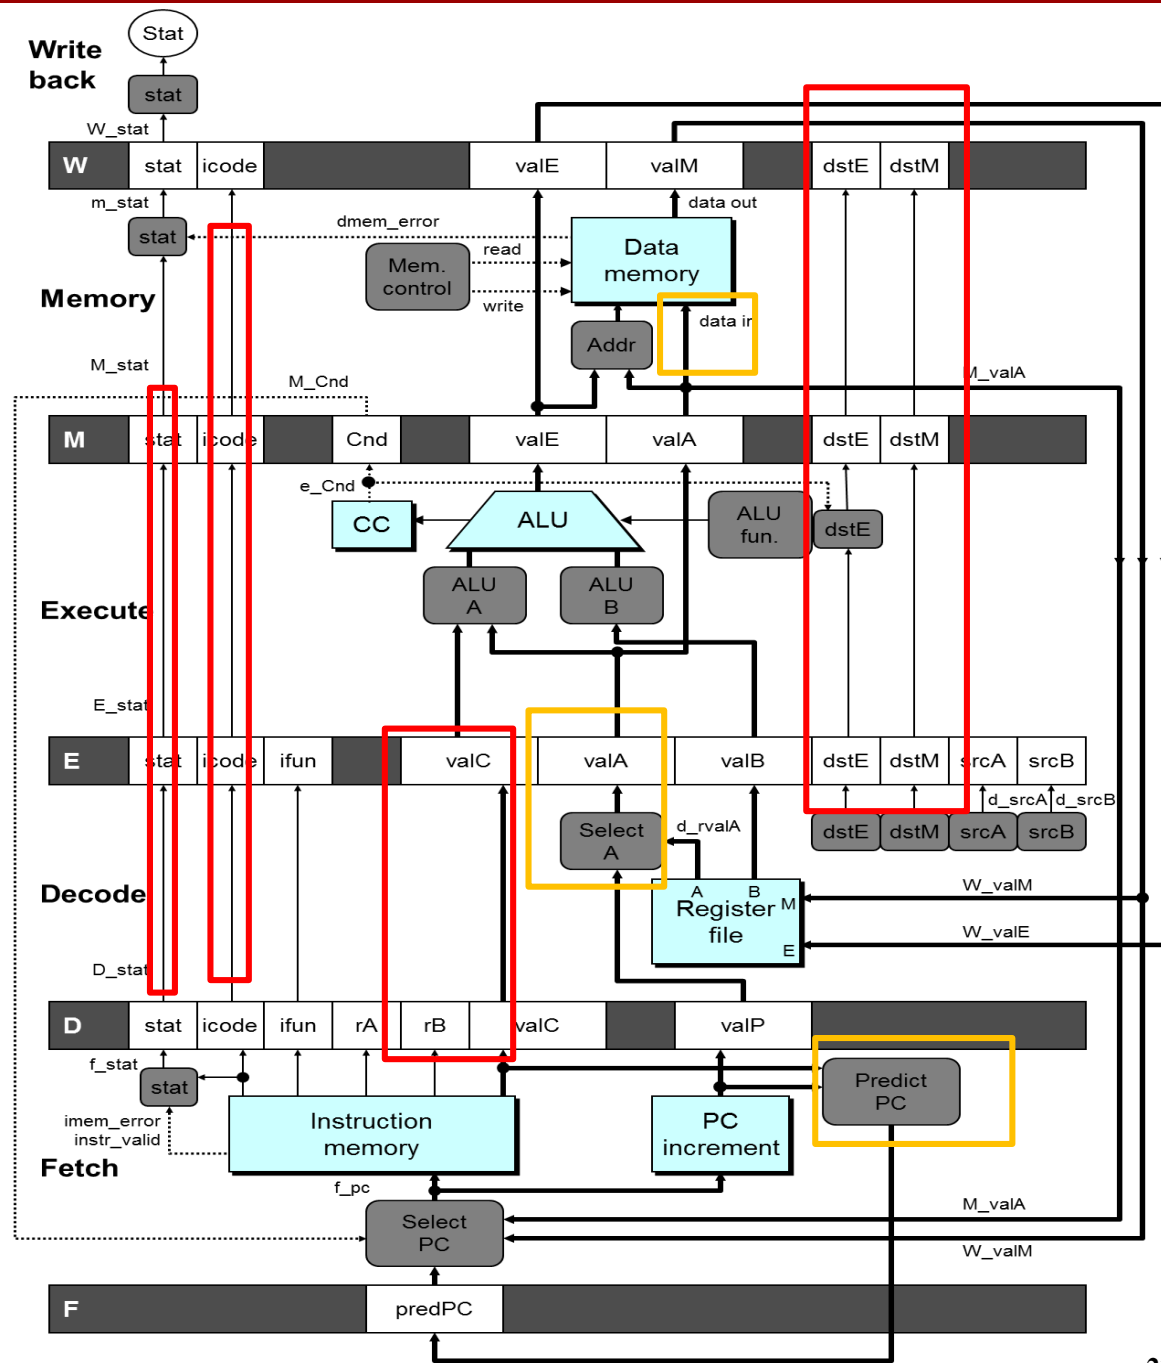 Stat
Write
back
stat
W_stat
W stat icode valE valM dstE dstM
m_stat
data out
stat
dmem_error
read
Mem.
control
write
Data
memory
Memory
data in
Addr
M_stat
M_Cnd
M_valA
M stat icode Cnd valE valA dstE dstM
e_Cnd
CC
ALU
ALU
fun.
dstE
ALU
A
ALU
B
Execute
E_stat
E stat icode ifun valC valA valB dstE dstM srcA srcB
d_srcA d_srcB
Select
A
d_rvalA
dstE dstM srcA srcB
Decode
A B
M
Register
file
E
W_valM
W_valE
D_stat
D stat icode ifun rA rB valC valP
f_stat
stat
Predict
PC
imem_error
instr_valid
Instruction
memory
PC
increment
Fetch
f_pc
M_valA
Select
PC
W_valM
F predPC